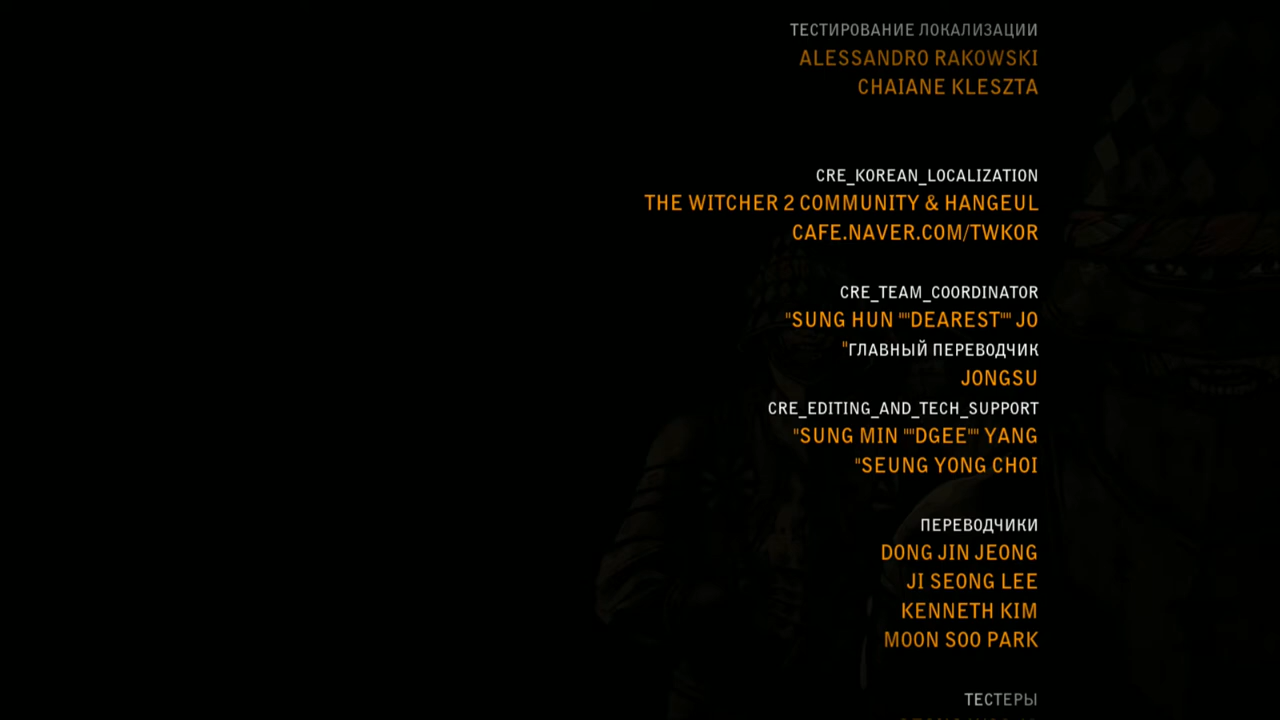 ТЕСТИРОВАНИЕ ЛОКАЛИЗАЦИИ
ALESSANDRO RAKOWSKI
CHAIANE KLESZTA
CRE_KOREAN_LOCALIZATION
THE WITCHER 2 COMMUNITY & HANGEUL
CAFE.NAVER.COM/TWKOR
CRE_TEAM_COORDINATOR
"SUNG HUN ""DEAREST"" JO
"ГЛАВНЫЙ ПЕРЕВОДЧИК
JONGSU
CRE_EDITING_AND_TECH_SUPPORT
"SUNG MIN ""DGEE"" YANG
"SEUNG YONG CHOI
ПЕРЕВОДЧИКИ
DONG JIN JEONG
JI SEONG LEE
KENNETH KIM
MOON SOO PARK
ТЕСТЕРЫ